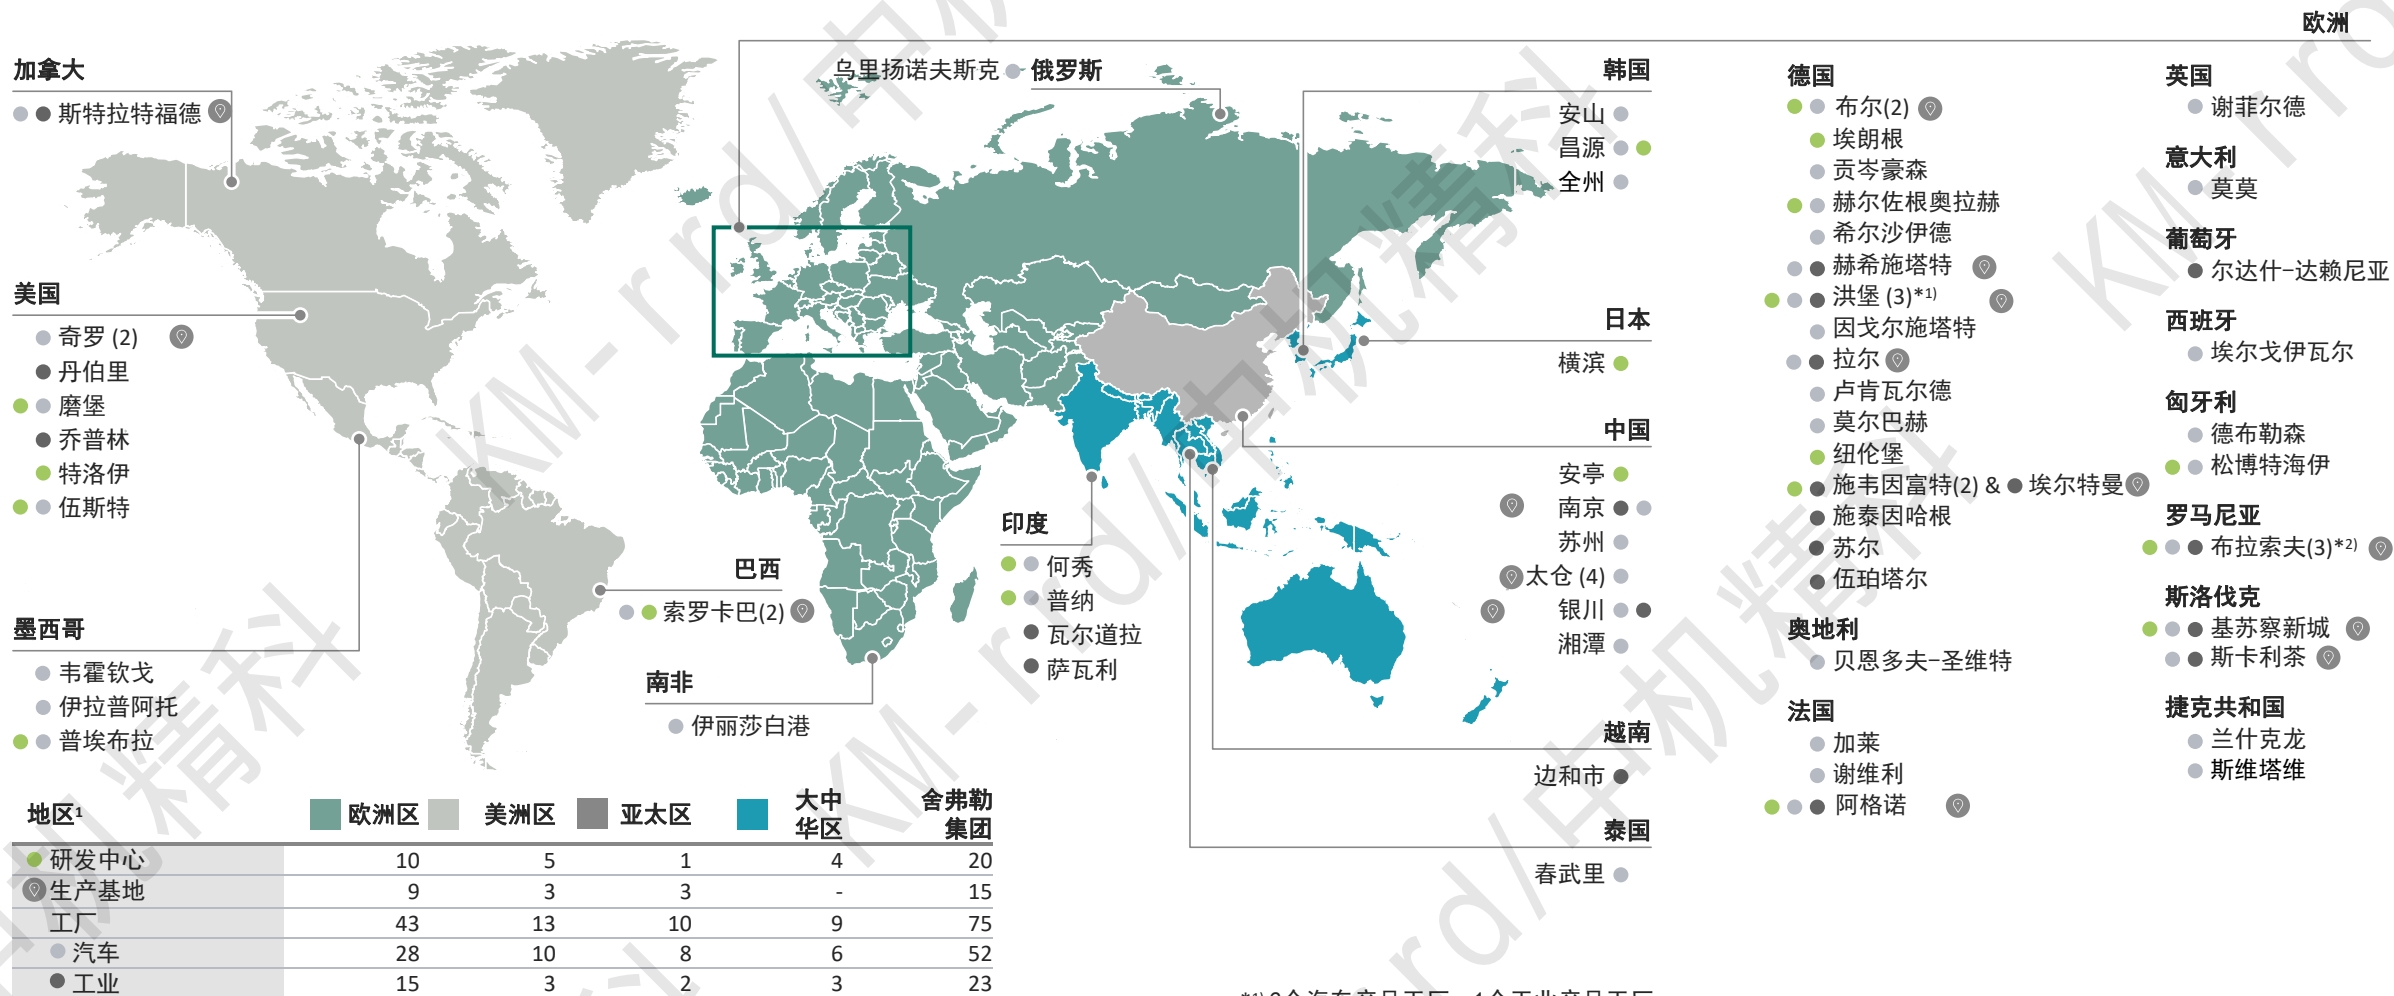 欧洲
加拿大
斯特拉特福德
乌里扬诺夫斯克 俄罗斯
美国
奇罗 (2)
丹伯里
磨堡
乔普林
特洛伊
伍斯特
墨西哥
韦霍钦戈
伊拉普阿托
普埃布拉
巴西
索罗卡巴(2)
南非
伊丽莎白港
印度
何秀
普纳
瓦尔道拉
萨瓦利
韩国
安山
昌源
全州
日本
横滨
中国
安亭
南京
苏州
太仓 (4)
银川
湘潭
越南
边和市
泰国
春武里
德国
布尔(2)
埃朗根
贡岑豪森
赫尔佐根奥拉赫
希尔沙伊德
赫希施塔特
洪堡 (3)*1)
因戈尔施塔特
拉尔
卢肯瓦尔德
莫尔巴赫
纽伦堡
施韦因富特(2) & 埃尔特曼
施泰因哈根
苏尔
伍珀塔尔
奥地利
贝恩多夫-圣维特
法国
加莱
谢维利
阿格诺
英国
谢菲尔德
意大利
莫莫
葡萄牙
尔达什-达赖尼亚
西班牙
埃尔戈伊瓦尔
匈牙利
德布勒森
松博特海伊
罗马尼亚
布拉索夫(3)*2)
斯洛伐克
基苏察新城
斯卡利茶
捷克共和国
兰什克龙
斯维塔维
地区1 欧洲区 美洲区 亚太区 大中华区 舍弗勒集团
研发中心 10 5 1 4 20
生产基地 9 3 3 - 15
工厂 43 13 10 9 75
汽车 28 10 8 6 52
工业 15 3 2 3 23
KM-rrd/中机精科